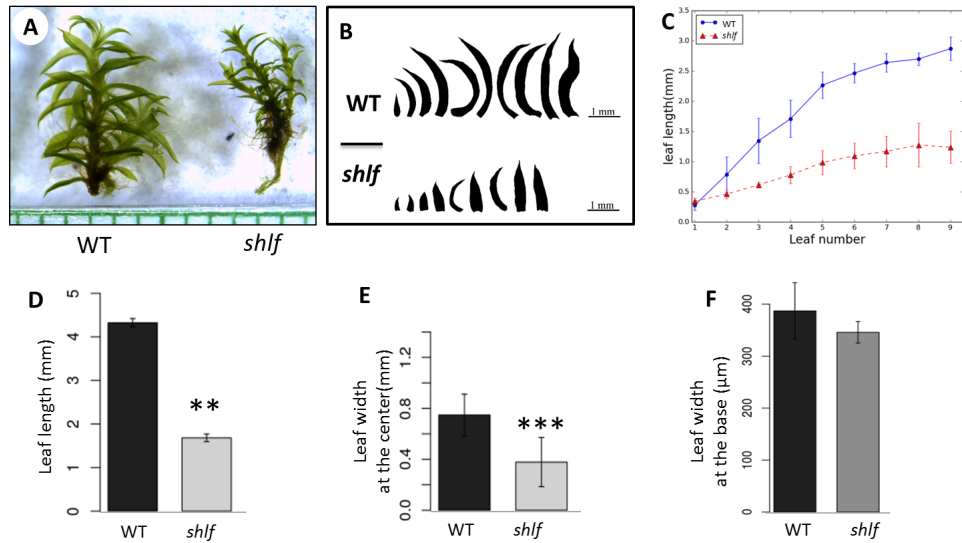 A
WT
shlf
B
WT
shlf
1 mm
1 mm
C
WT
shlf
leaf length(mm)
3.5
3.0
2.5
2.0
1.5
1.0
0.5
0.0
1 2 3 4 5 6 7 8 9
Leaf number
D
Leaf length (mm)
5
4
3
2
1
0
**
WT
shlf
E
Leaf width
at the center(mm)
1.2
0.8
0.4
0.0
***
WT
shlf
F
Leaf width
at the base (μm)
400
300
200
100
0
WT
shlf